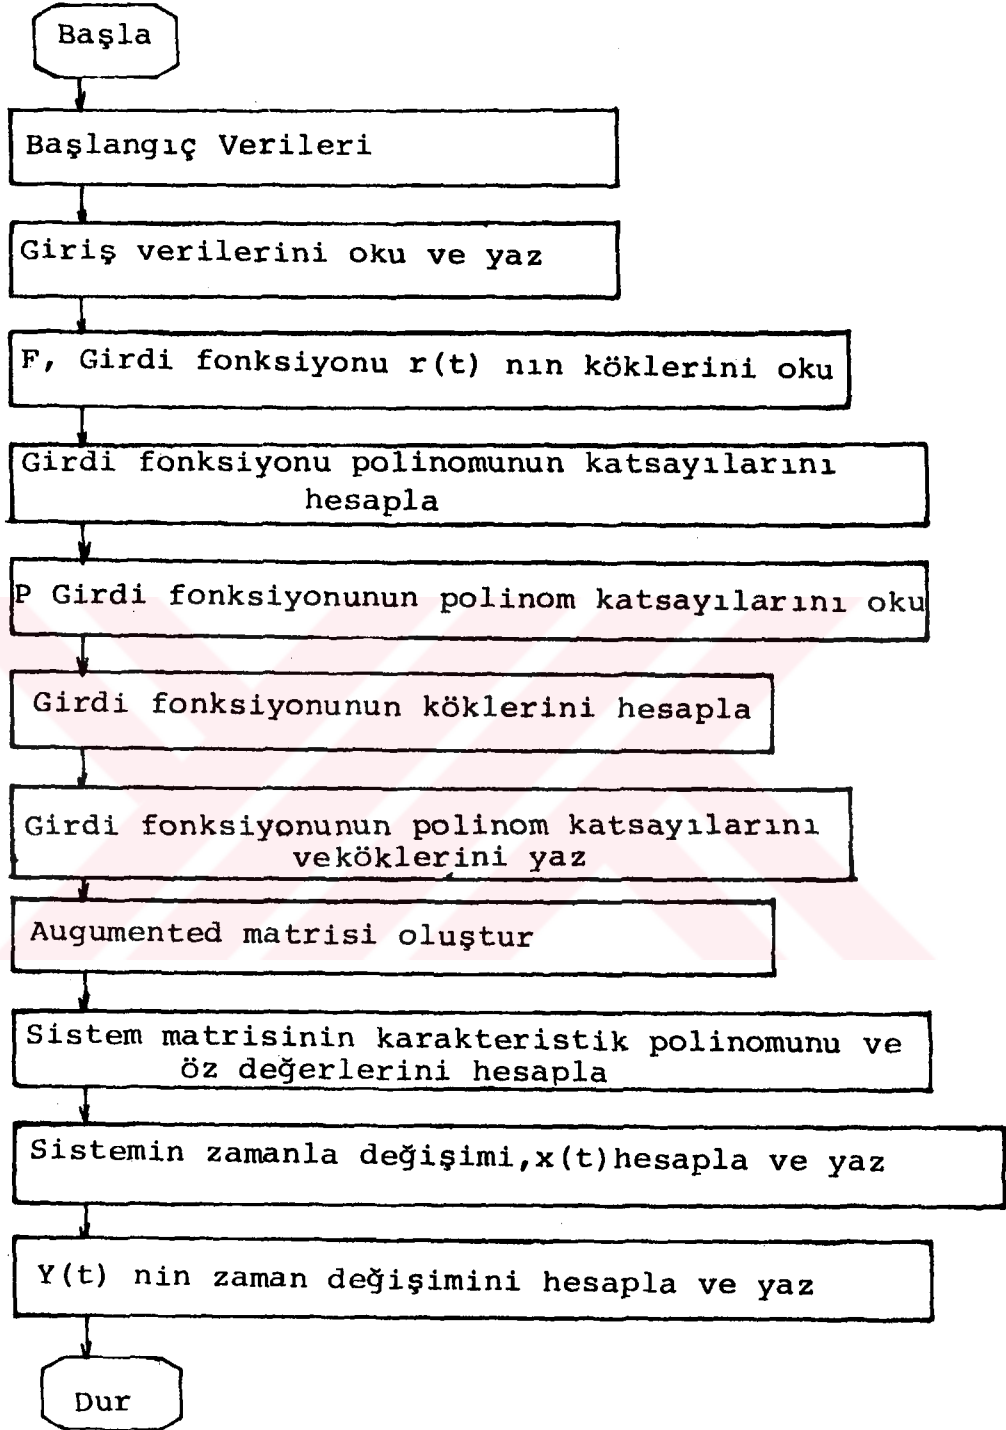 Başla
Başlangıç Verileri
Giriş verilerini oku ve yaz
F, Girdi fonksiyonu r(t) nın köklerini oku
Girdi fonksiyonu polinomunun katsayılarını
hesapla
P Girdi fonksiyonunun polinom katsayılarını oku
Girdi fonksiyonunun köklerini hesapla
Girdi fonksiyonunun polinom katsayılarını
veköklerini yaz
Augumented matrisi oluştur
Sistem matrisinin karakteristik polinomunu ve
öz değerlerini hesapla
Sistemin zamanla değişimi,x(t)hesapla ve yaz
Y(t) nin zaman değişimini hesapla ve yaz
Dur